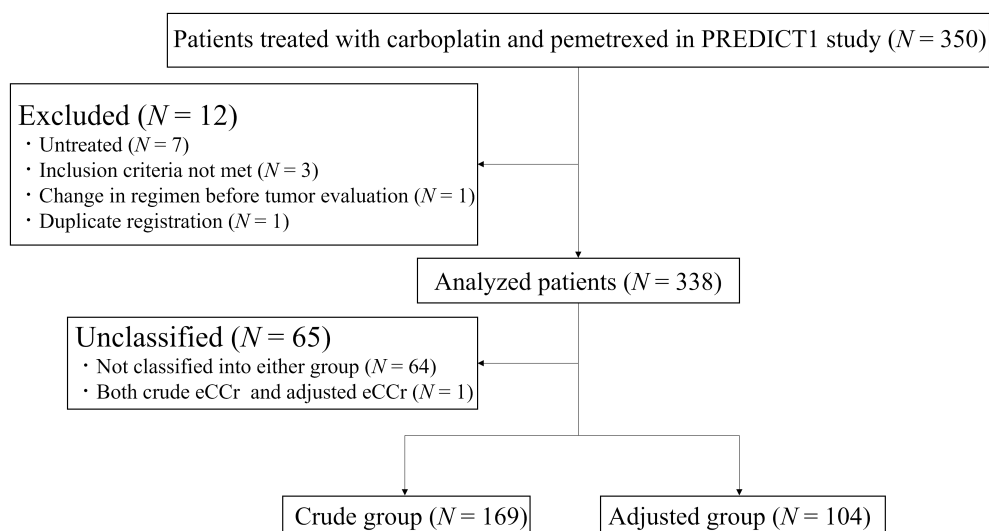 Patients treated with carboplatin and pemetrexed in PREDICT1 study (N = 350)
Excluded (N = 12)
・Untreated (N = 7)
・Inclusion criteria not met (N = 3)
・Change in regimen before tumor evaluation (N = 1)
・Duplicate registration (N = 1)
Analyzed patients (N = 338)
Unclassified (N = 65)
・Not classified into either group (N = 64)
・Both crude eCCr and adjusted eCCr (N = 1)
Crude group (N = 169)
Adjusted group (N = 104)